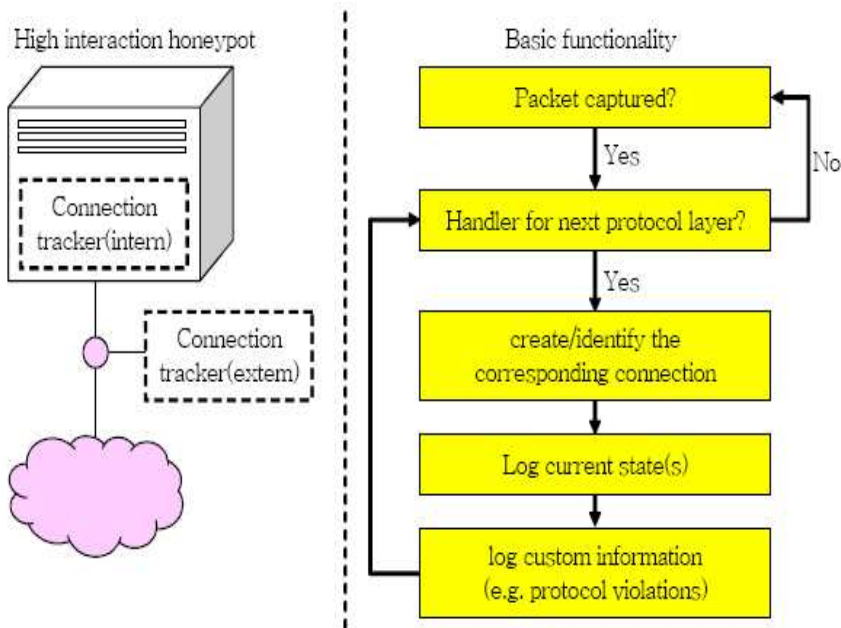 High interaction honeypot
Connection
tracker(intern)
Connection
tracker(extern)
Basic functionality
Packet captured?
Yes
No
Handler for next protocol layer?
Yes
create/identify the
corresponding connection
Log current state(s)
log custom information
(e.g. protocol violations)